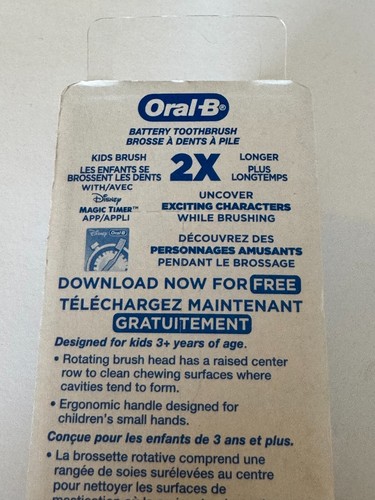 Oral-B®
BATTERY TOOTHBRUSH
BROSSE À DENTS À PILE
KIDS BRUSH 2X LONGER
LES ENFANTS SE BROSSENT LES DENTS PLUS LONGTEMPS
WITH/AVEC
Disney
MAGIC TIMER™
APP/APPLI
Disney Oral-B
UNCOVER
EXCITING CHARACTERS
WHILE BRUSHING
DÉCOUVREZ DES
PERSONNAGES AMUSANTS
PENDANT LE BROSSAGE
DOWNLOAD NOW FOR FREE
TÉLÉCHARGEZ MAINTENANT
GRATUITEMENT
Designed for kids 3+ years of age.
• Rotating brush head has a raised center
row to clean chewing surfaces where
cavities tend to form.
• Ergonomic handle designed for
children's small hands.
Conçue pour les enfants de 3 ans et plus.
• La brossette rotative comprend une
rangée de soies surélevées au centre
pour nettoyer les surfaces de